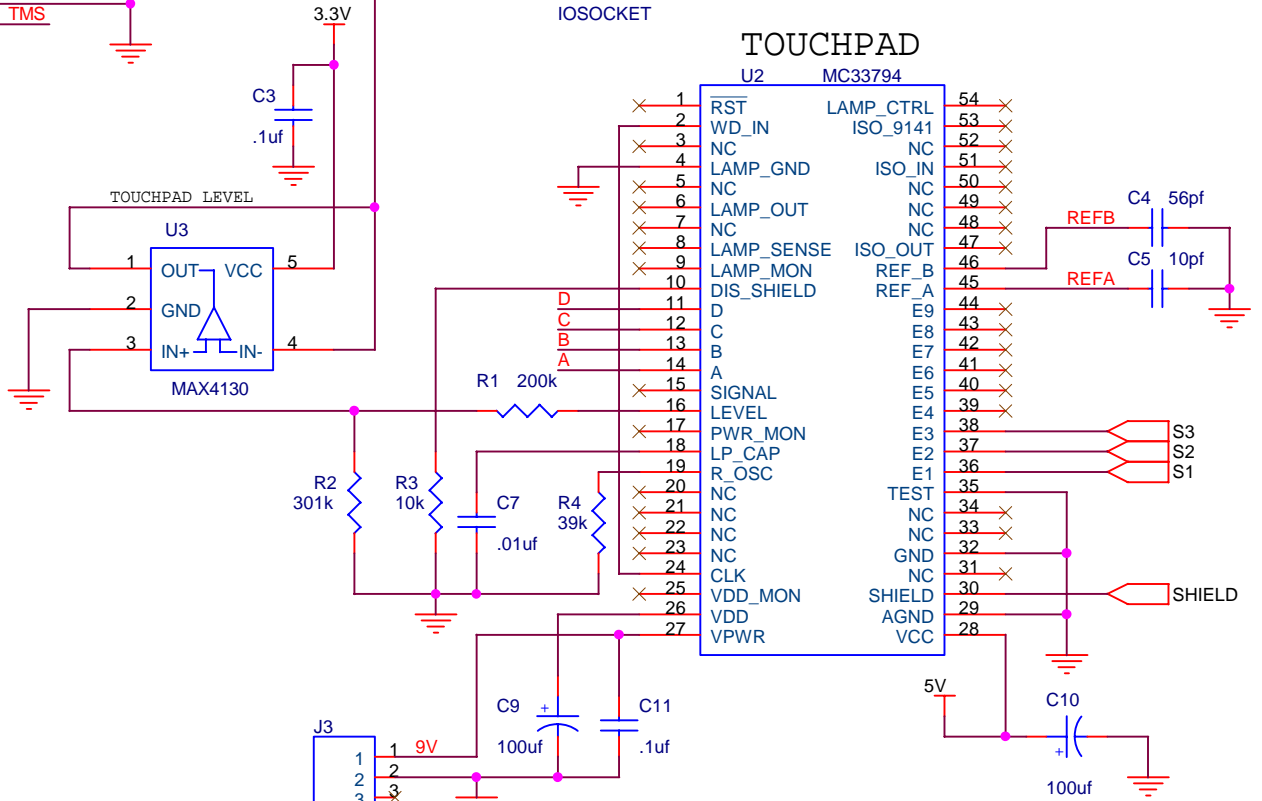 TMS
3.3V
IOSOCKET
TOUCHPAD
U2 MC33794
C3
.1uf
TOUCHPAD LEVEL
U3
1 OUT VCC 5
2 GND
3 IN+ IN- 4
MAX4130
1 RST LAMP_CTRL 54
2 WD_IN ISO_9141 53
3 NC NC 52
4 LAMP_GND ISO_IN 51
5 NC NC 50
6 LAMP_OUT NC 49
7 NC NC 48
8 LAMP_SENSE ISO_OUT 47
9 LAMP_MON REF_B 46
10 DIS_SHIELD REF_A 45
D 11 D E9 44
C 12 C E8 43
B 13 B E7 42
A 14 A E6 41
15 SIGNAL E5 40
16 LEVEL E4 39
17 PWR_MON E3 38 S3
18 LP_CAP E2 37 S2
19 R_OSC E1 36 S1
20 NC TEST 35
21 NC NC 34
22 NC NC 33
23 NC GND 32
24 CLK NC 31
25 VDD_MON SHIELD 30 SHIELD
26 VDD AGND 29
27 VPWR VCC 28
C4 56pf
REFB
C5 10pf
REFA
R1 200k
R2
301k
R3
10k
C7
.01uf
R4
39k
5V
C10
+
100uf
C9
+
100uf
C11
.1uf
J3
1 1 9V
2 2
3 3